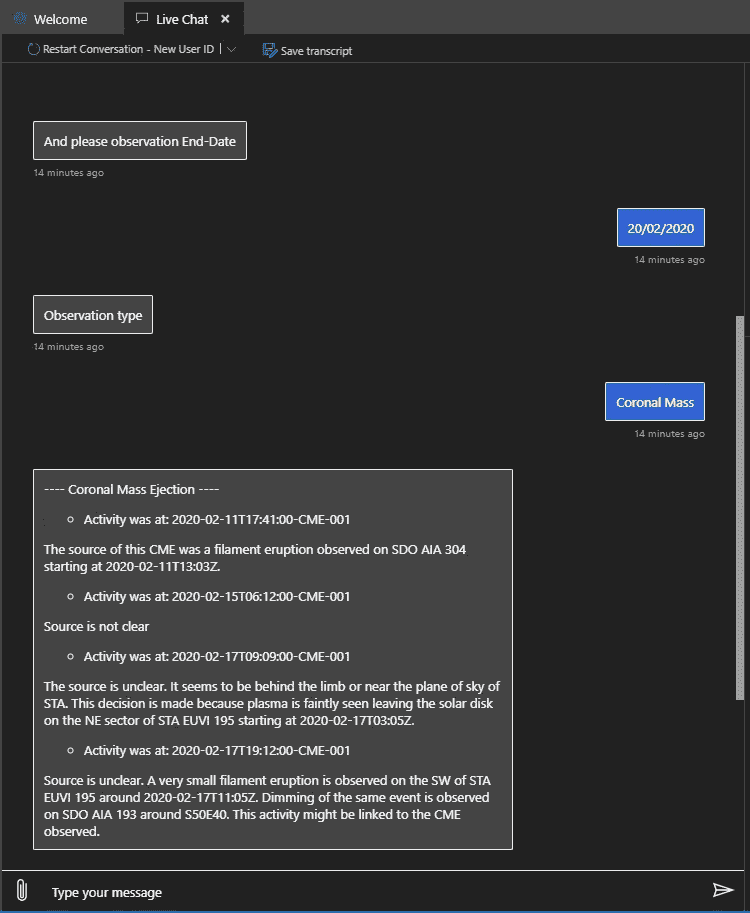 Welcome
Live Chat
Restart Conversation - New User ID
Save transcript
And please observation End-Date
14 minutes ago
20/02/2020
14 minutes ago
Observation type
14 minutes ago
Coronal Mass
14 minutes ago
---- Coronal Mass Ejection ----
Activity was at: 2020-02-11T17:41:00-CME-001
The source of this CME was a filament eruption observed on SDO AIA 304
starting at 2020-02-11T13:03Z.
Activity was at: 2020-02-15T06:12:00-CME-001
Source is not clear
Activity was at: 2020-02-17T09:09:00-CME-001
The source is unclear. It seems to be behind the limb or near the plane of sky of
STA. This decision is made because plasma is faintly seen leaving the solar disk
on the NE sector of STA EUVI 195 starting at 2020-02-17T03:05Z.
Activity was at: 2020-02-17T19:12:00-CME-001
Source is unclear. A very small filament eruption is observed on the SW of STA
EUVI 195 around 2020-02-17T11:05Z. Dimming of the same event is observed
on SDO AIA 193 around S50E40. This activity might be linked to the CME
observed.
Type your message